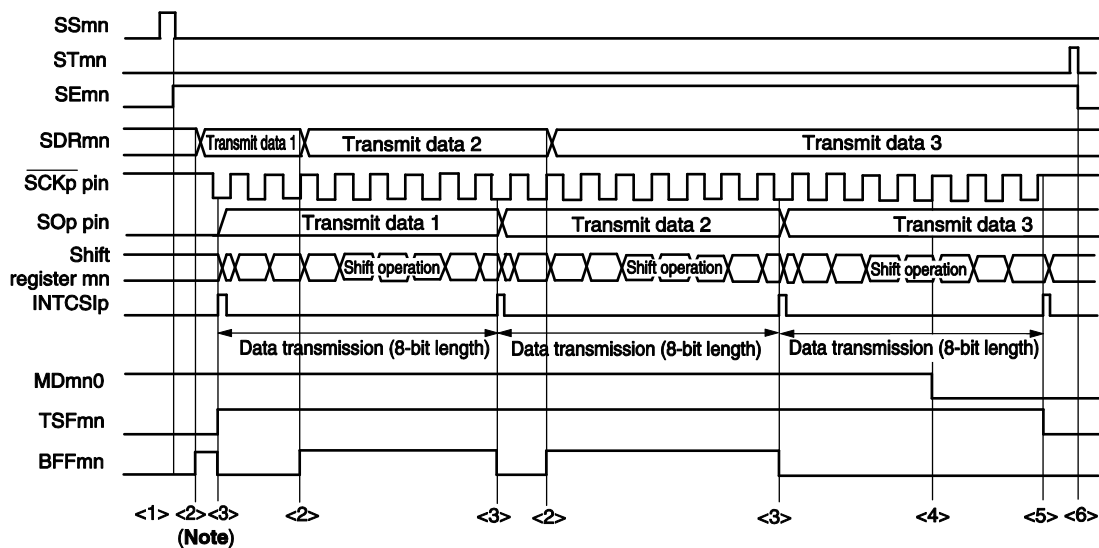 SSmn
STmn
SEmn
SDRmn
Transmit data 1
Transmit data 2
Transmit data 3
SCKp pin
SOp pin
Transmit data 1
Transmit data 2
Transmit data 3
Shift
register mn
Shift operation
Shift operation
Shift operation
INTCSIp
Data transmission (8-bit length)
Data transmission (8-bit length)
Data transmission (8-bit length)
MDmn0
TSFmn
BFFmn
<1> <2> <3> <2> <3> <2> <3> <4> <5> <6>
(Note)